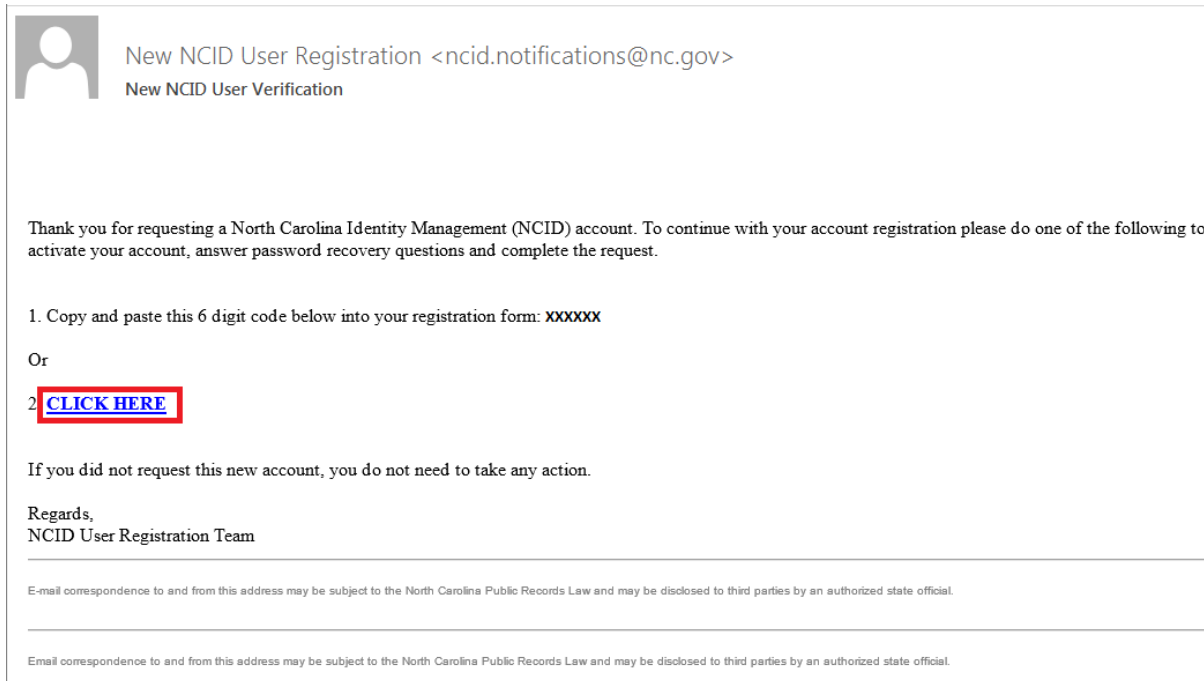 New NCID User Registration <ncid.notifications@nc.gov>
New NCID User Verification
Thank you for requesting a North Carolina Identity Management (NCID) account. To continue with your account registration please do one of the following to
activate your account, answer password recovery questions and complete the request.
1. Copy and paste this 6 digit code below into your registration form: XXXXXX
Or
2 CLICK HERE
If you did not request this new account, you do not need to take any action.
Regards,
NCID User Registration Team
E-mail correspondence to and from this address may be subject to the North Carolina Public Records Law and may be disclosed to third parties by an authorized state official.
Email correspondence to and from this address may be subject to the North Carolina Public Records Law and may be disclosed to third parties by an authorized state official.